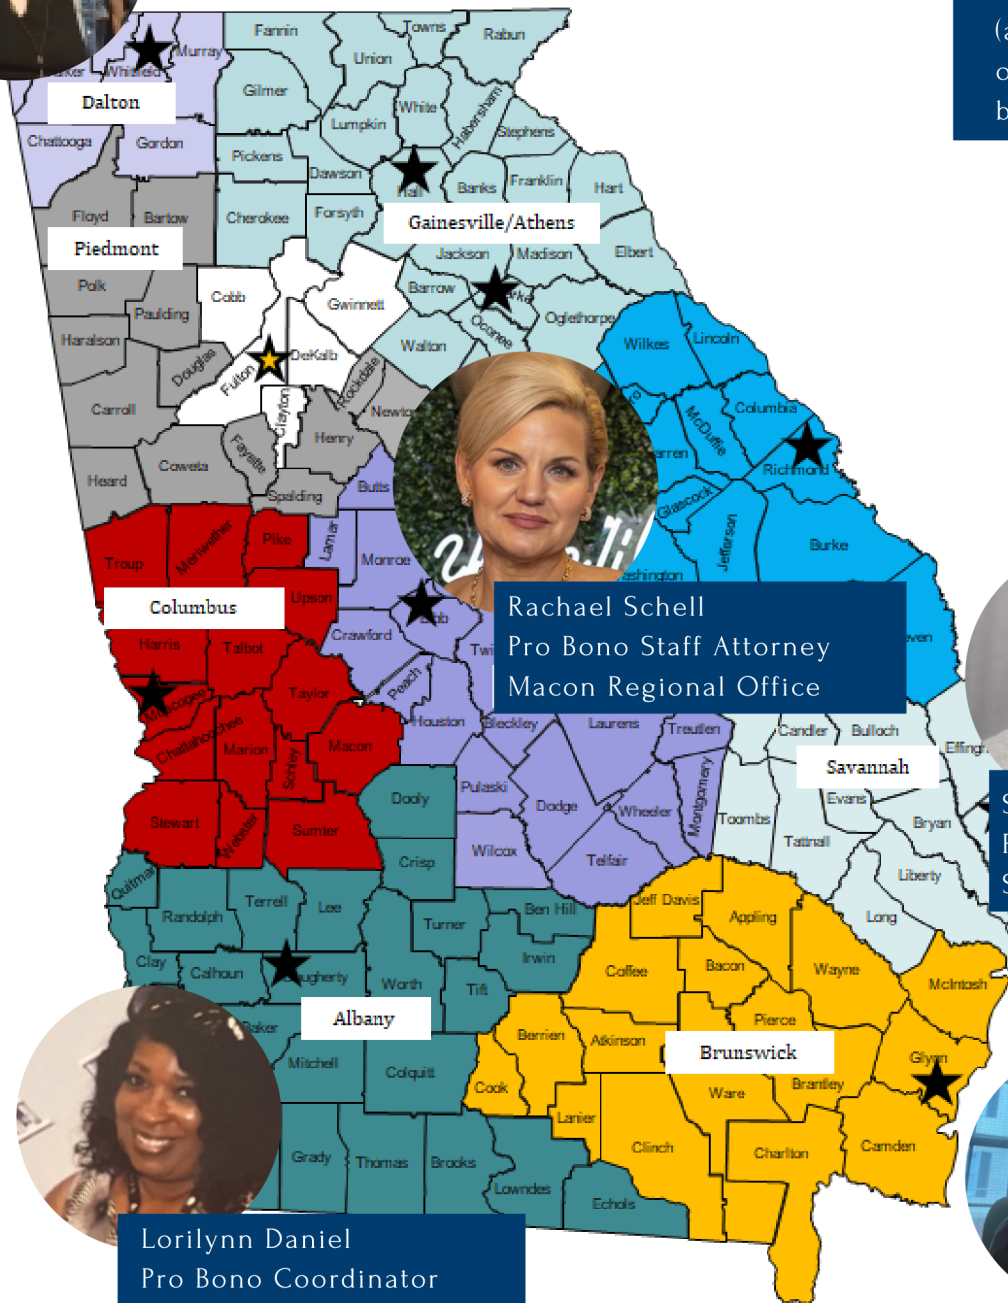 Fannin
Towns
Rabun
Union
Murray
Whitfield
Dalton
Gilmer
White
Habersham
Lumpkin
Stephens
Chattooga
Gordon
Pickens
Dawson
Hall
Banks
Franklin
Hart
Floyd
Bartow
Cherokee
Forsyth
Gainesville/Athens
Piedmont
Jackson
Madison
Elbert
Polk
Cobb
Gwinnett
Barrow
Paulding
Oconee
Oglethorpe
Haralson
Douglas
Fulton
DeKalb
Rockdale
Walton
Wilkes
Lincoln
Carroll
Clayton
Newton
Columbia
McDuffie
Henry
Fayette
Coweta
Heard
Spalding
Butts
Richmond
Glascock
Troup
Meriwether
Pike
Lamar
Monroe
Jefferson
Burke
Columbus
Upson
Rachael Schell
Pro Bono Staff Attorney
Macon Regional Office
Harris
Talbot
Crawford
Muscogee
Taylor
Peach
Houston
Bleckley
Laurens
Treutlen
Candler
Bulloch
Chattahoochee
Marion
Schley
Macon
Savannah
Pulaski
Dodge
Wheeler
Montgomery
Toombs
Evans
Bryan
Tattnall
Stewart
Webster
Sumter
Dooly
Crisp
Wilcox
Telfair
Liberty
Long
Quitman
Randolph
Terrell
Lee
Turner
Ben Hill
Irwin
Jeff Davis
Appling
Coffee
Bacon
Wayne
McIntosh
Clay
Calhoun
Worth
Tift
Albany
Mitchell
Colquitt
Berrien
Atkinson
Pierce
Brunswick
Glynn
Cook
Lanier
Ware
Brantley
Clinch
Charlton
Camden
Grady
Thomas
Brooks
Lowndes
Echols
Lorilynn Daniel
Pro Bono Coordinator